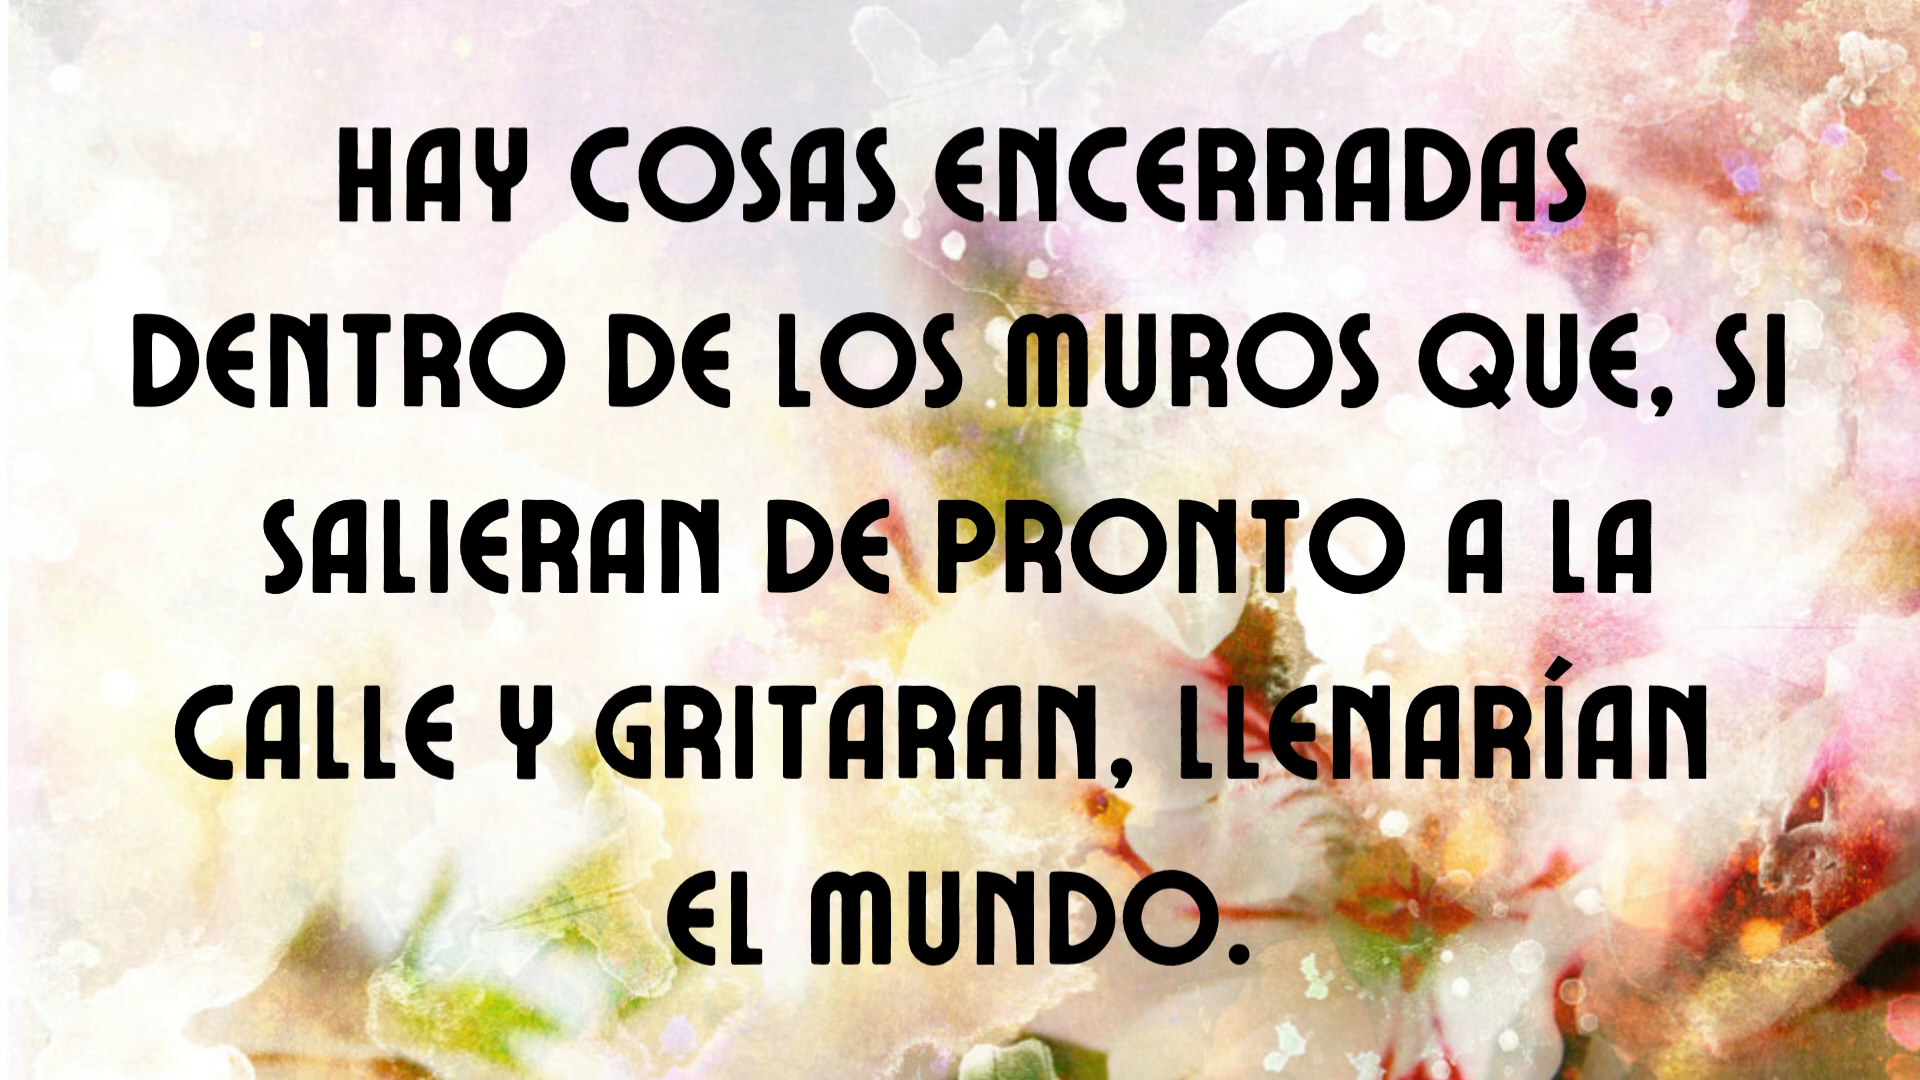 HAY COSAS ENCERRADAS
DENTRO DE LOS MUROS QUE, SI
SALIERAN DE PRONTO A LA
CALLE Y GRITARAN, LLENARÍAN
EL MUNDO.